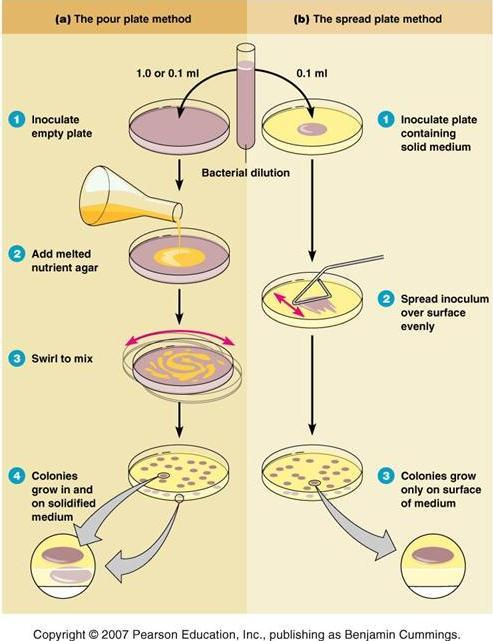 (a) The pour plate method
(b) The spread plate method
1.0 or 0.1 ml
0.1 ml
1 Inoculate
empty plate
1 Inoculate plate
containing
solid medium
Bacterial dilution
2 Add melted
nutrient agar
2 Spread inoculum
over surface
evenly
3 Swirl to mix
4 Colonies
grow in and
on solidified
medium
3 Colonies grow
only on surface
of medium
Copyright © 2007 Pearson Education, Inc., publishing as Benjamin Cummings.